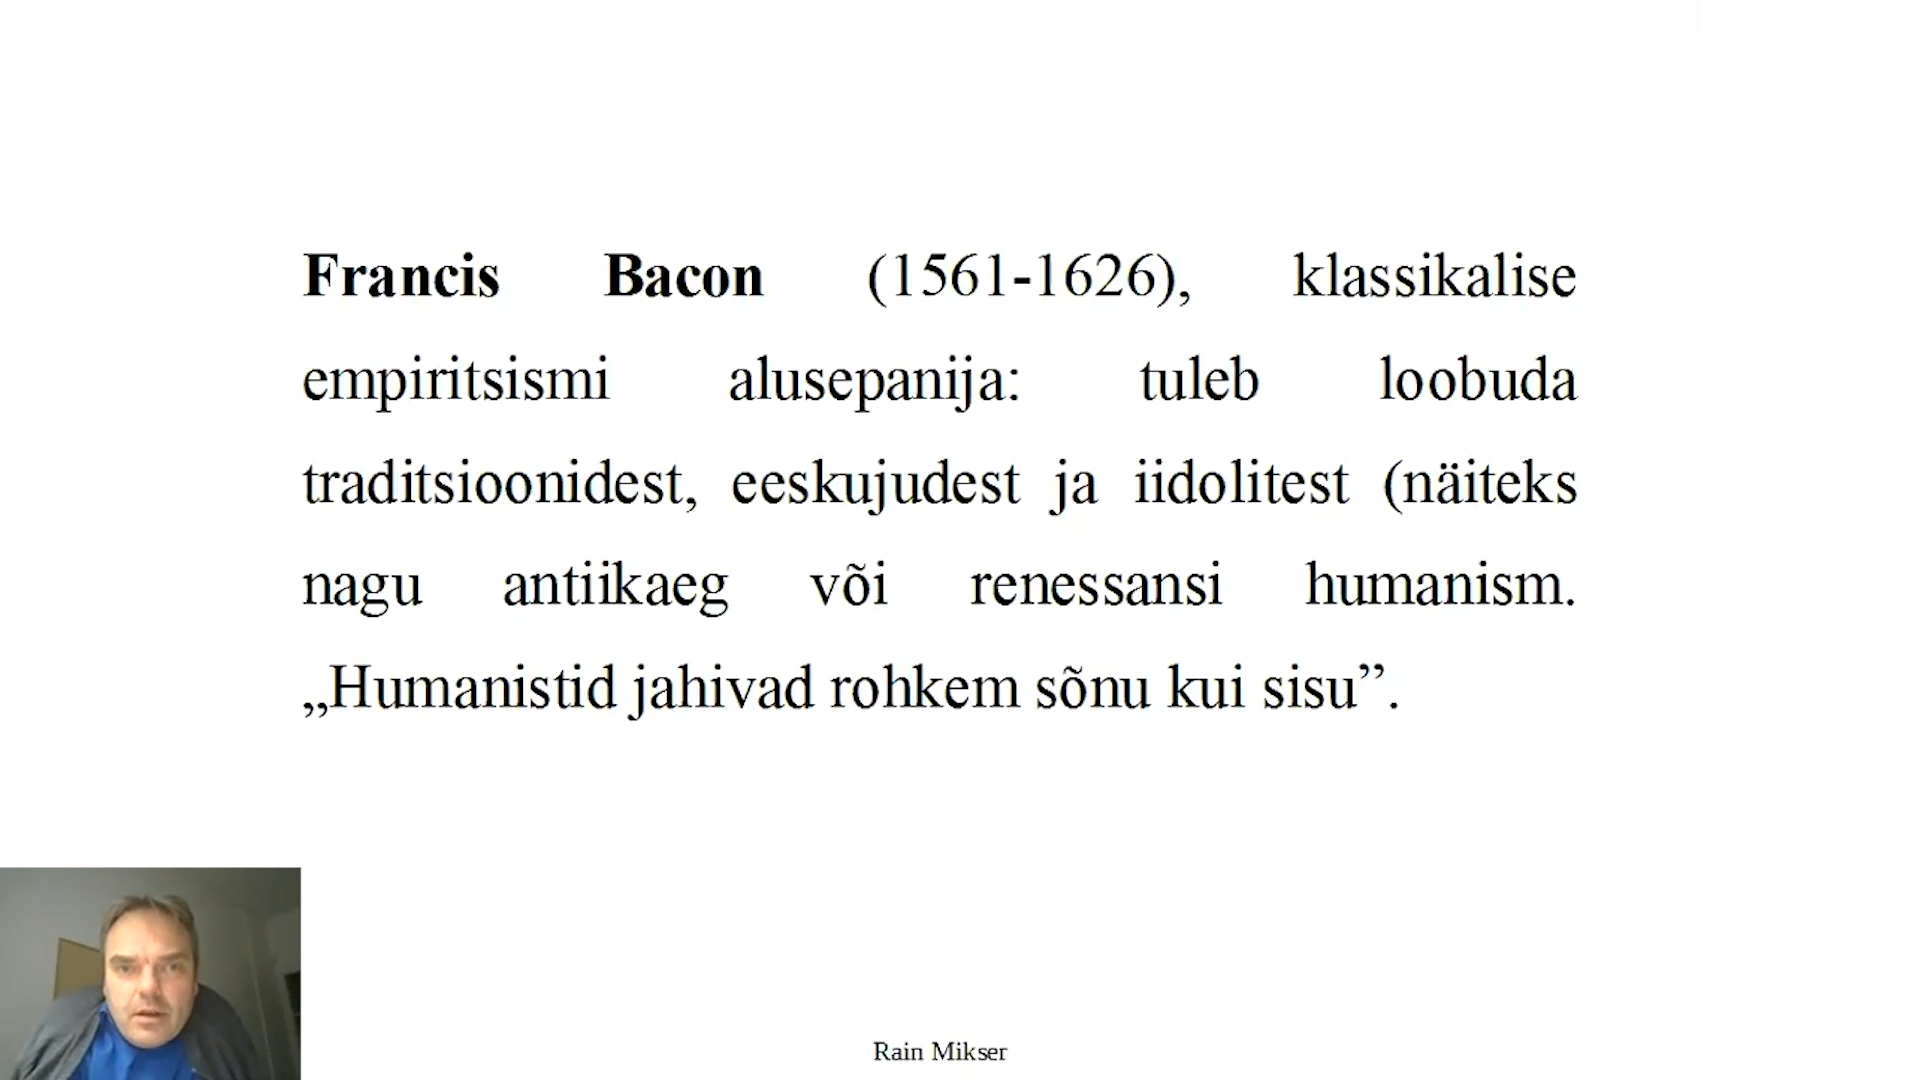 Francis Bacon (1561-1626), klassikalise
empiritsismi alusepanija: tuleb loobuda
traditsioonidest, eeskujudest ja iidolitest (näiteks
nagu antiikaeg või renessansi humanism.
„Humanistid jahivad rohkem sõnu kui sisu”.
Rain Mikser